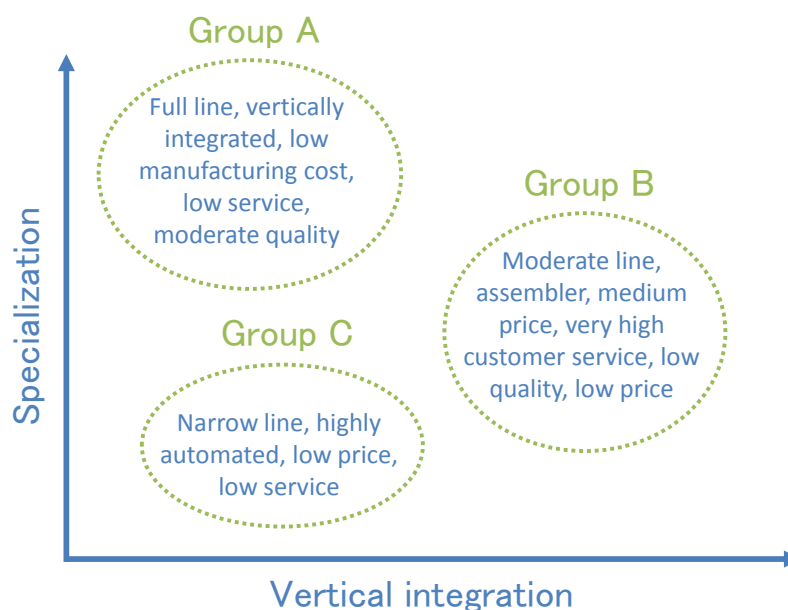 Group A
Full line, vertically
integrated, low
manufacturing cost,
low service,
moderate quality
Group B
Moderate line,
assembler, medium
price, very high
customer service, low
quality, low price
Group C
Narrow line, highly
automated, low price,
low service
Specialization
Vertical integration